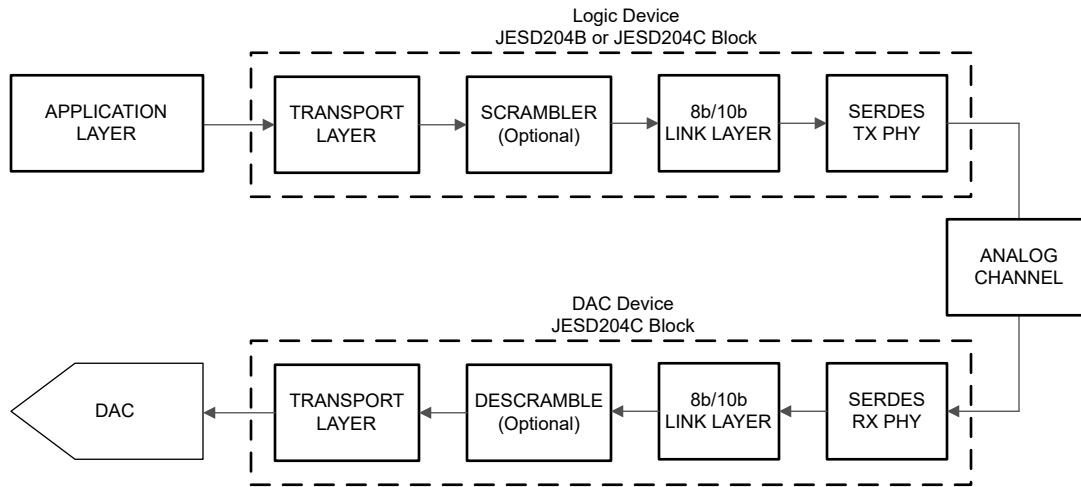 Logic Device
JESD204B or JESD204C Block
APPLICATION
LAYER
TRANSPORT
LAYER
SCRAMBLER
(Optional)
8b/10b
LINK LAYER
SERDES
TX PHY
ANALOG
CHANNEL
DAC Device
JESD204C Block
DAC
TRANSPORT
LAYER
DESCRAMBLE
(Optional)
8b/10b
LINK LAYER
SERDES
RX PHY